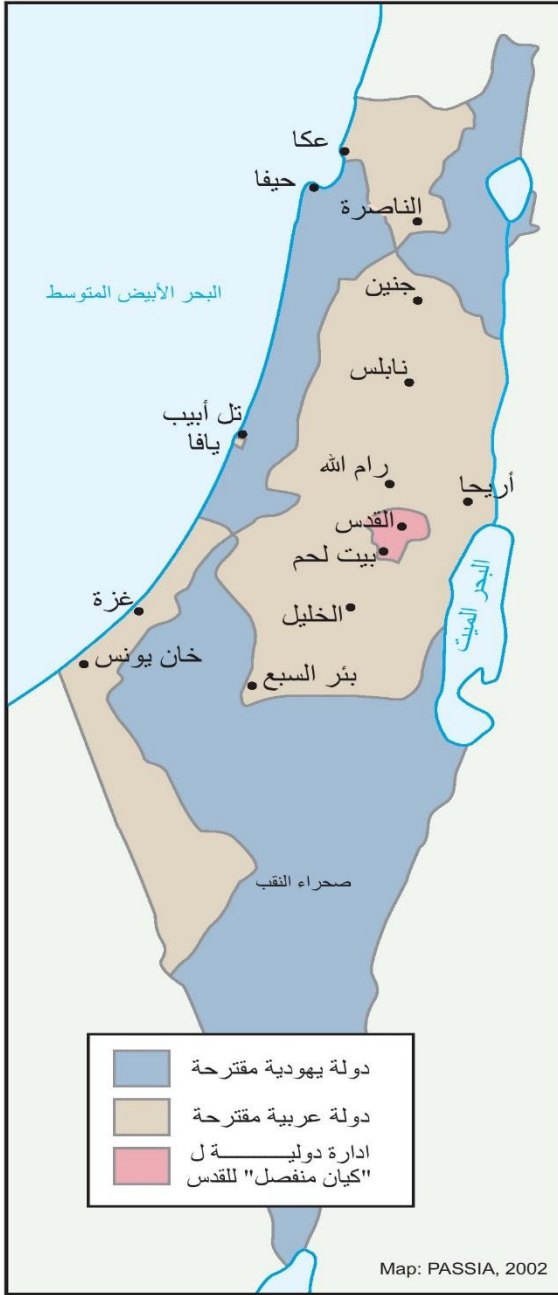 عكا
حيفا
الناصرة
البحر الأبيض المتوسط
جنين
نابلس
تل أبيب
يافا
رام الله
أريحا
القدس
بيت لحم
البحر الميت
غزة
الخليل
خان يونس
بئر السبع
صحراء النقب
دولة يهودية مقترحة
دولة عربية مقترحة
ادارة دوليـــــــــة ل
"كيان منفصل" للقدس
Map: PASSIA, 2002